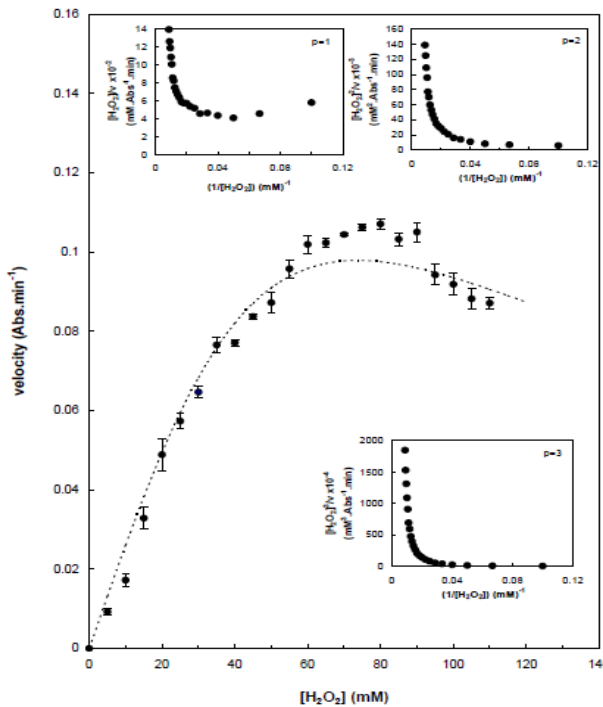 0.16
0.14
0.12
0.1
0.08
0.06
0.04
0.02
0
velocity (Abs.min⁻¹)
0 20 40 60 80 100 120 140
[H₂O₂] (mM)
p=1
14
12
10
8
6
4
2
0
[H₂O₂]/v x10⁻²
(mM.Abs⁻¹.min)
0 0.04 0.08 0.12
(1/[H₂O₂]) (mM)⁻¹
p=2
160
140
120
100
80
60
40
20
0
[H₂O₂]²/v x10⁻³
(mM².Abs⁻¹.min)
0 0.04 0.08 0.12
(1/[H₂O₂]) (mM)⁻¹
p=3
2000
1500
1000
500
0
[H₂O₂]³/v x10⁻⁴
(mM³.Abs⁻¹.min)
0 0.04 0.08 0.12
(1/[H₂O₂]) (mM)⁻¹